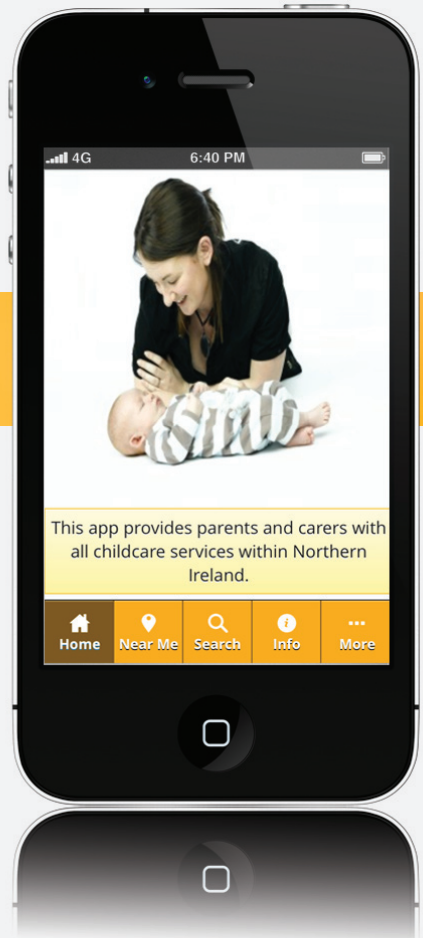 4G 6:40 PM
This app provides parents and carers with
all childcare services within Northern
Ireland.
Home Near Me Search Info More